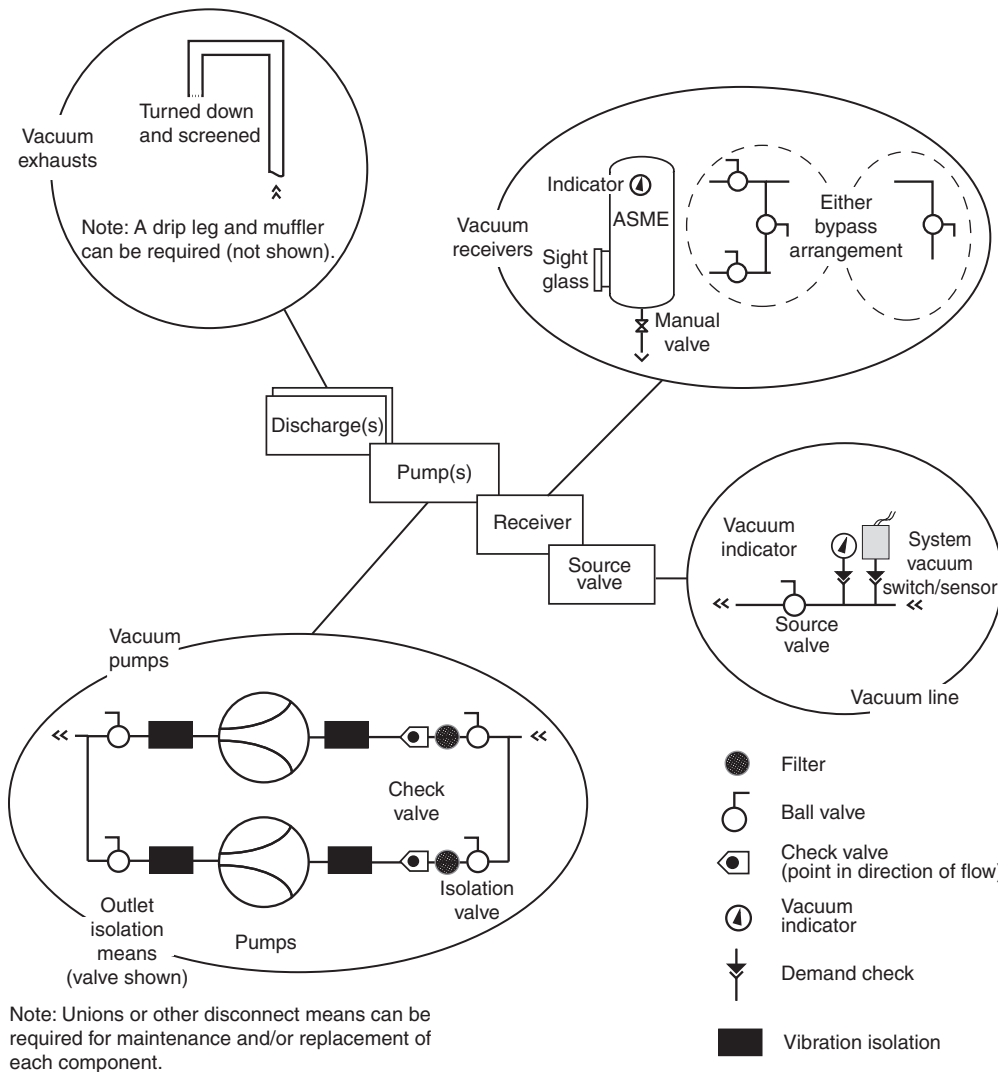 Turned down
and screened
Vacuum
exhausts
Note: A drip leg and muffler
can be required (not shown).
Indicator
ASME
Vacuum
receivers
Sight
glass
Manual
valve
Either
bypass
arrangement
Discharge(s)
Pump(s)
Receiver
Source
valve
Vacuum
indicator
System
vacuum
switch/sensor
Source
valve
Vacuum line
Vacuum
pumps
Check
valve
Isolation
valve
Outlet
isolation
means
(valve shown)
Pumps
Note: Unions or other disconnect means can be
required for maintenance and/or replacement of
each component.
Filter
Ball valve
Check valve
(point in direction of flow)
Vacuum
indicator
Demand check
Vibration isolation